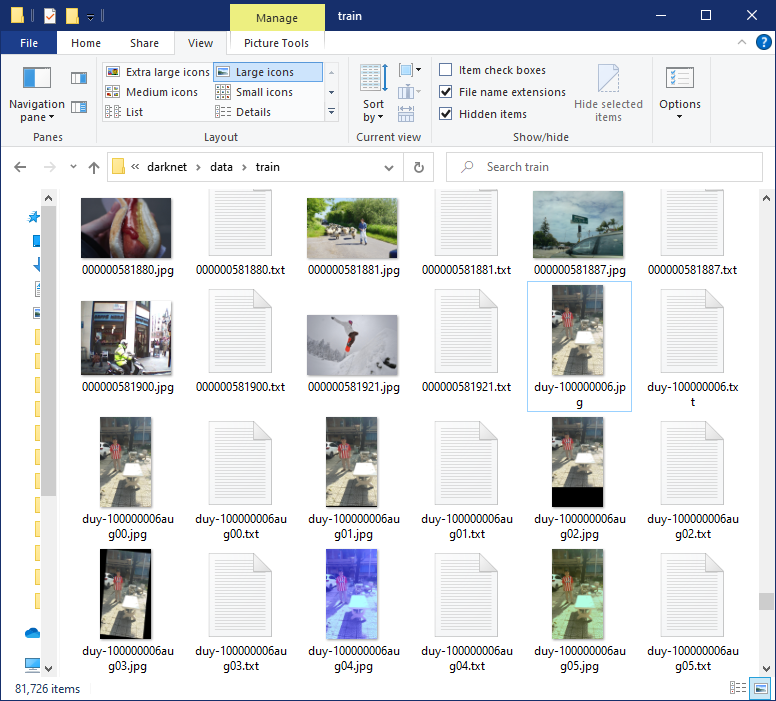 Manage
train
File
Home
Share
View
Picture Tools
Navigation pane
Panes
Extra large icons
Large icons
Medium icons
Small icons
List
Details
Layout
Sort by
Current view
Item check boxes
File name extensions
Hidden items
Hide selected items
Show/hide
Options
« darknet › data › train
Search train
000000581880.jpg
000000581880.txt
000000581881.jpg
000000581881.txt
000000581887.jpg
000000581887.txt
000000581900.jpg
000000581900.txt
000000581921.jpg
000000581921.txt
duy-100000006.jpg
duy-100000006.txt
duy-100000006aug00.jpg
duy-100000006aug00.txt
duy-100000006aug01.jpg
duy-100000006aug01.txt
duy-100000006aug02.jpg
duy-100000006aug02.txt
duy-100000006aug03.jpg
duy-100000006aug03.txt
duy-100000006aug04.jpg
duy-100000006aug04.txt
duy-100000006aug05.jpg
duy-100000006aug05.txt
81,726 items